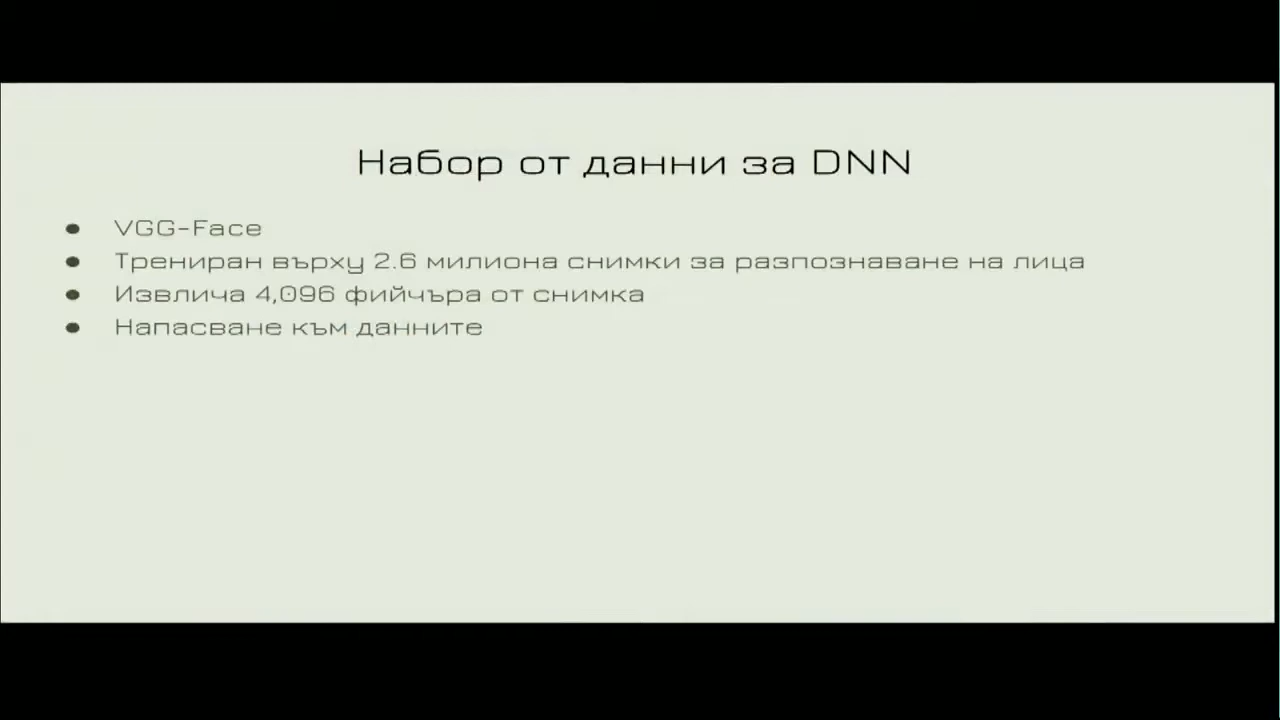 Набор от данни за DNN
● VGG-Face
● Трениран върху 2.6 милиона снимки за разпознаване на лица
● Извлича 4,096 фийчъра от снимка
● Напасване към данните